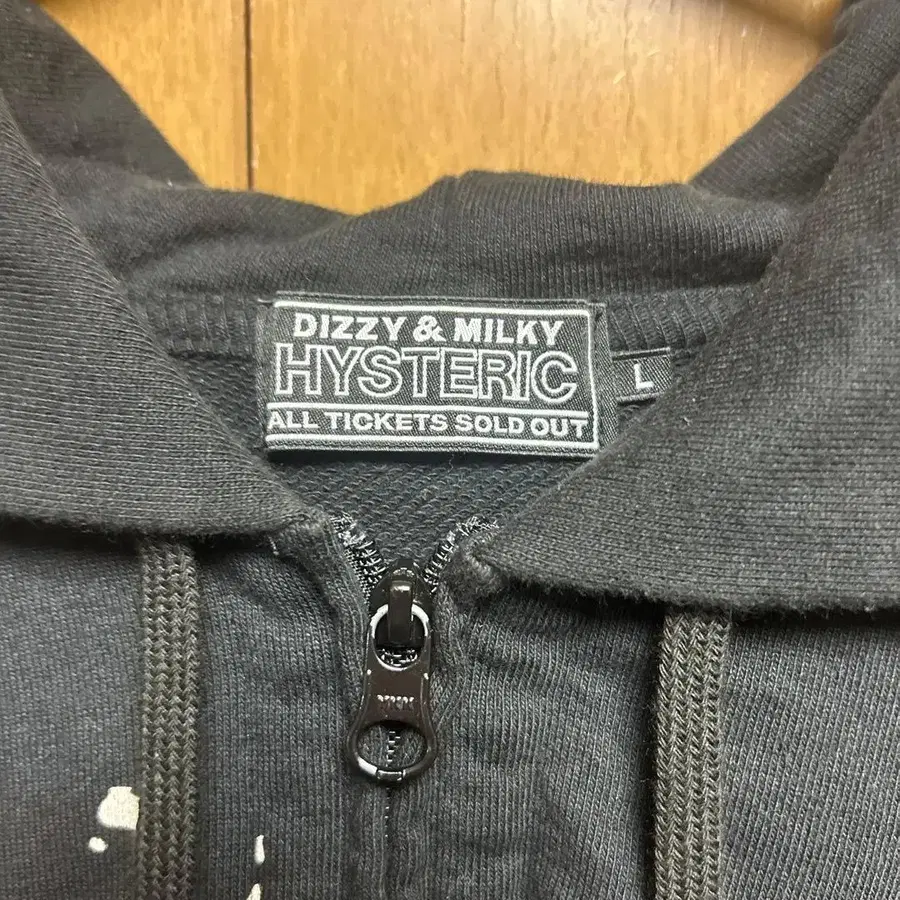 DIZZY & MILKY
HYSTERIC
ALL TICKETS SOLD OUT
L